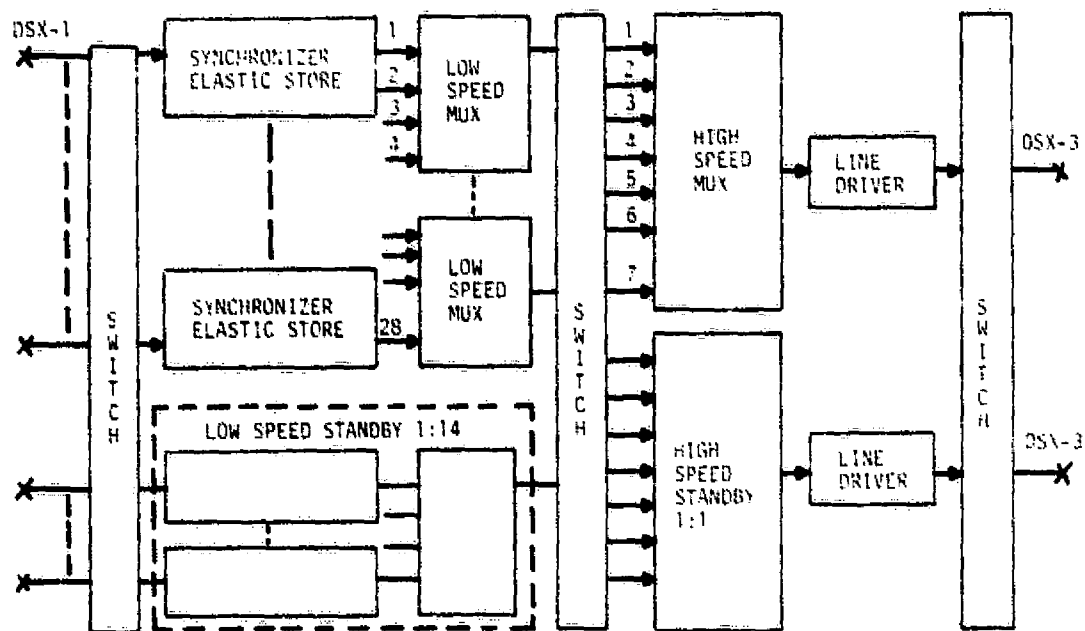 DSX-1
SYNCHRONIZER
ELASTIC STORE
1
2
3
4
LOW
SPEED
MUX
SYNCHRONIZER
ELASTIC STORE
28
LOW
SPEED
MUX
SWITCH
LOW SPEED STANDBY 1:14
SWITCH
1
2
3
4
5
6
7
HIGH
SPEED
MUX
LINE
DRIVER
DSX-3
HIGH
SPEED
STANDBY
1:1
LINE
DRIVER
SWITCH
DSX-3